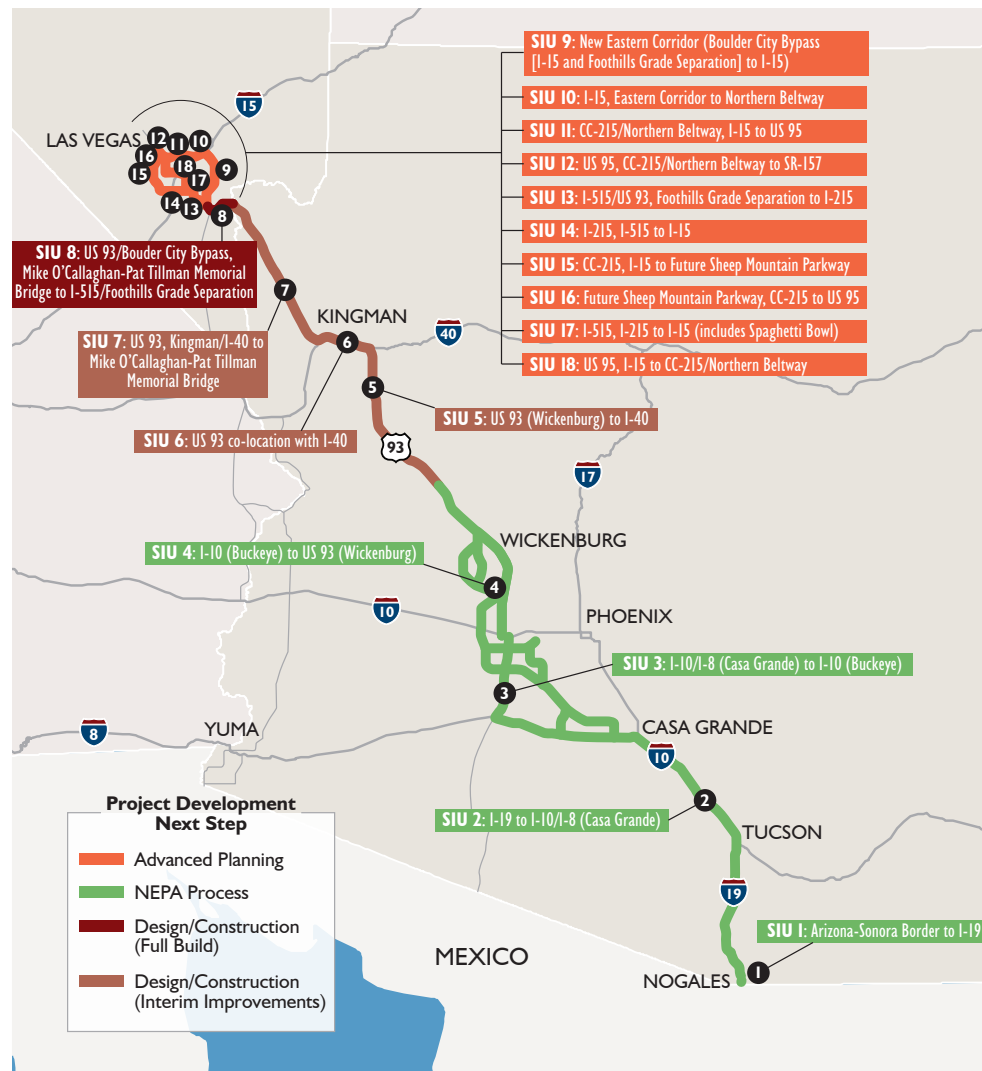 SIU 9: New Eastern Corridor (Boulder City Bypass
[I-15 and Foothills Grade Separation] to I-15)
SIU 10: I-15, Eastern Corridor to Northern Beltway
SIU 11: CC-215/Northern Beltway, I-15 to US 95
SIU 12: US 95, CC-215/Northern Beltway to SR-157
SIU 13: I-515/US 93, Foothills Grade Separation to I-215
SIU 14: I-215, I-515 to I-15
SIU 15: CC-215, I-15 to Future Sheep Mountain Parkway
SIU 16: Future Sheep Mountain Parkway, CC-215 to US 95
SIU 17: I-515, I-215 to I-15 (includes Spaghetti Bowl)
SIU 18: US 95, I-15 to CC-215/Northern Beltway
15
LAS VEGAS
12
11
10
16
18
9
15
17
14
13
8
SIU 8: US 93/Bouder City Bypass,
Mike O'Callaghan-Pat Tillman Memorial
Bridge to I-515/Foothills Grade Separation
7
KINGMAN
40
6
SIU 7: US 93, Kingman/I-40 to
Mike O'Callaghan-Pat Tillman
Memorial Bridge
5
SIU 5: US 93 (Wickenburg) to I-40
SIU 6: US 93 co-location with I-40
93
17
WICKENBURG
SIU 4: I-10 (Buckeye) to US 93 (Wickenburg)
4
10
PHOENIX
SIU 3: I-10/I-8 (Casa Grande) to I-10 (Buckeye)
3
8
YUMA
CASA GRANDE
10
2
SIU 2: I-19 to I-10/I-8 (Casa Grande)
TUCSON
19
SIU 1: Arizona-Sonora Border to I-19
1
NOGALES
MEXICO
Project Development
Next Step
Advanced Planning
NEPA Process
Design/Construction
(Full Build)
Design/Construction
(Interim Improvements)